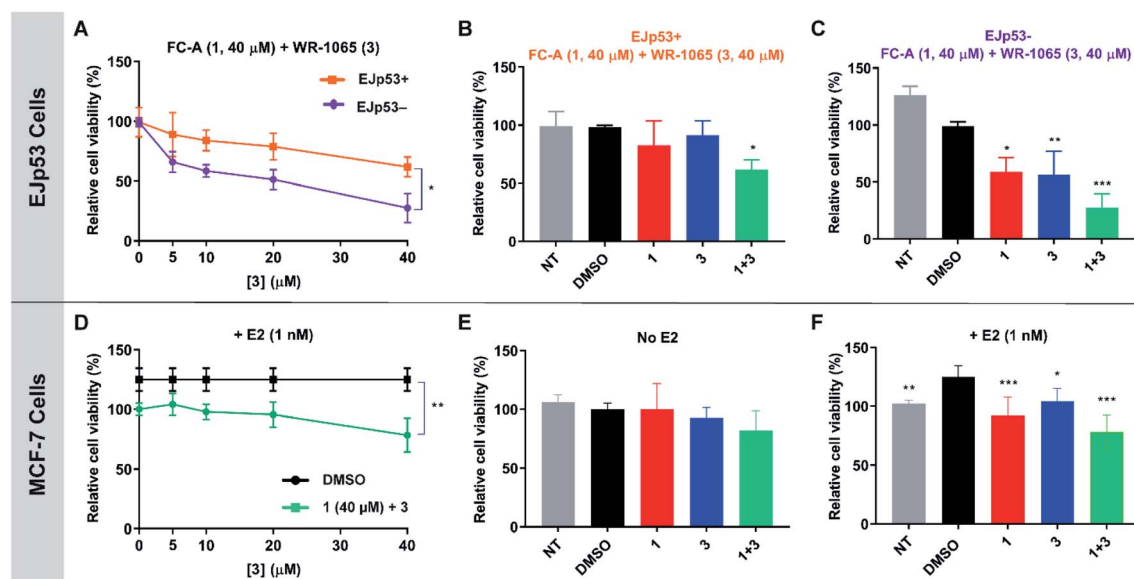 EJp53 Cells
A
FC-A (1, 40 μM) + WR-1065 (3)
Relative cell viability (%)
150
100
50
0
EJp53+
EJp53–
*
0 5 10 20 30 40
[3] (μM)
B
EJp53+
FC-A (1, 40 μM) + WR-1065 (3, 40 μM)
Relative cell viability (%)
150
100
50
0
*
NT DMSO 1 3 1+3
C
EJp53-
FC-A (1, 40 μM) + WR-1065 (3, 40 μM)
Relative cell viability (%)
150
100
50
0
* ** ***
NT DMSO 1 3 1+3
MCF-7 Cells
D
+ E2 (1 nM)
Relative cell viability (%)
150
100
50
0
**
DMSO
1 (40 μM) + 3
0 5 10 20 30 40
[3] (μM)
E
No E2
Relative cell viability (%)
150
100
50
0
NT DMSO 1 3 1+3
F
+ E2 (1 nM)
Relative cell viability (%)
150
100
50
0
** *** * ***
NT DMSO 1 3 1+3